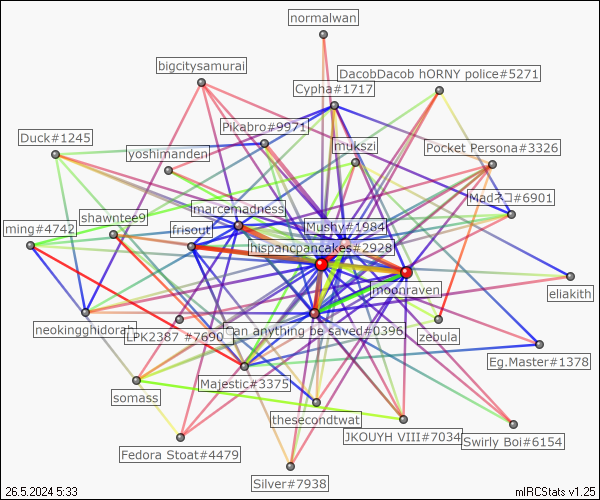 normalwan
bigcitysamurai
DacobDacob hORNY police#5271
Cypha#1717
Pikabro#9971
Duck#1245
mukszi
Pocket Persona#3326
yoshimanden
Madネコ#6901
marcemadness
shawntee9
Mushy#1984
ming#4742
frisout
hispancpancakes#2928
eliakith
moonraven
neokingghidorah
LPK2387 #7690
Can anything be saved#0396
zebula
Eg.Master#1378
Majestic#3375
somass
thesecondtwat
JKOUYH VIII#7034
Swirly Boi#6154
Fedora Stoat#4479
Silver#7938
26.5.2024 5:33
mIRCStats v1.25